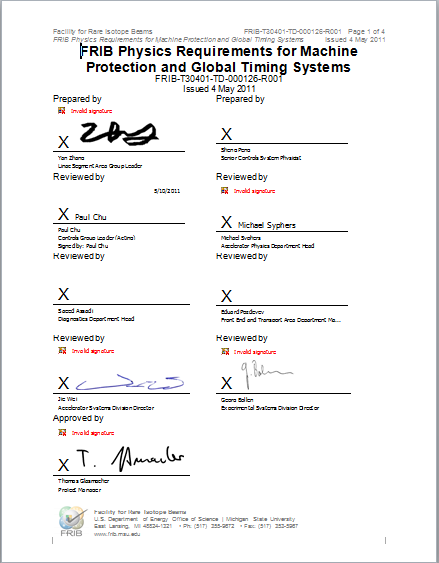 Facility for Rare Isotope Beams FRIB-T30401-TD-000126-R001 Page 1 of 4
FRIB Physics Requirements for Machine Protection and Global Timing Systems Issued 4 May 2011
FRIB Physics Requirements for Machine
Protection and Global Timing Systems
FRIB-T30401-TD-000126-R001
Issued 4 May 2011
Prepared by Prepared by
Invalid signature
X X
Yan Zhang Sheng Peng
Linac Segment Area Group Leader Senior Controls System Physicist
Reviewed by Reviewed by
5/10/2011 Invalid signature
X Paul Chu X Michael Syphers
Paul Chu Michael Syphers
Controls Group Leader (Acting) Accelerator Physics Department Head
Signed by: Paul Chu
Reviewed by Reviewed by
X X
Saeed Assadi Eduard Pozdeyev
Diagnostics Department Head Front End and Transport Area Department Ma...
Reviewed by Reviewed by
Invalid signature Invalid signature
X X
Jie Wei Georg Bollen
Accelerator Systems Division Director Experimental Systems Division Director
Approved by
Invalid signature
X
Thomas Glasmacher
Project Manager
Facility for Rare Isotope Beams
U.S. Department of Energy Office of Science | Michigan State University
East Lansing, MI 48824-1321 • Ph: (517) 355-9672 • Fax: (517) 353-5967
FRIB www.frib.msu.edu